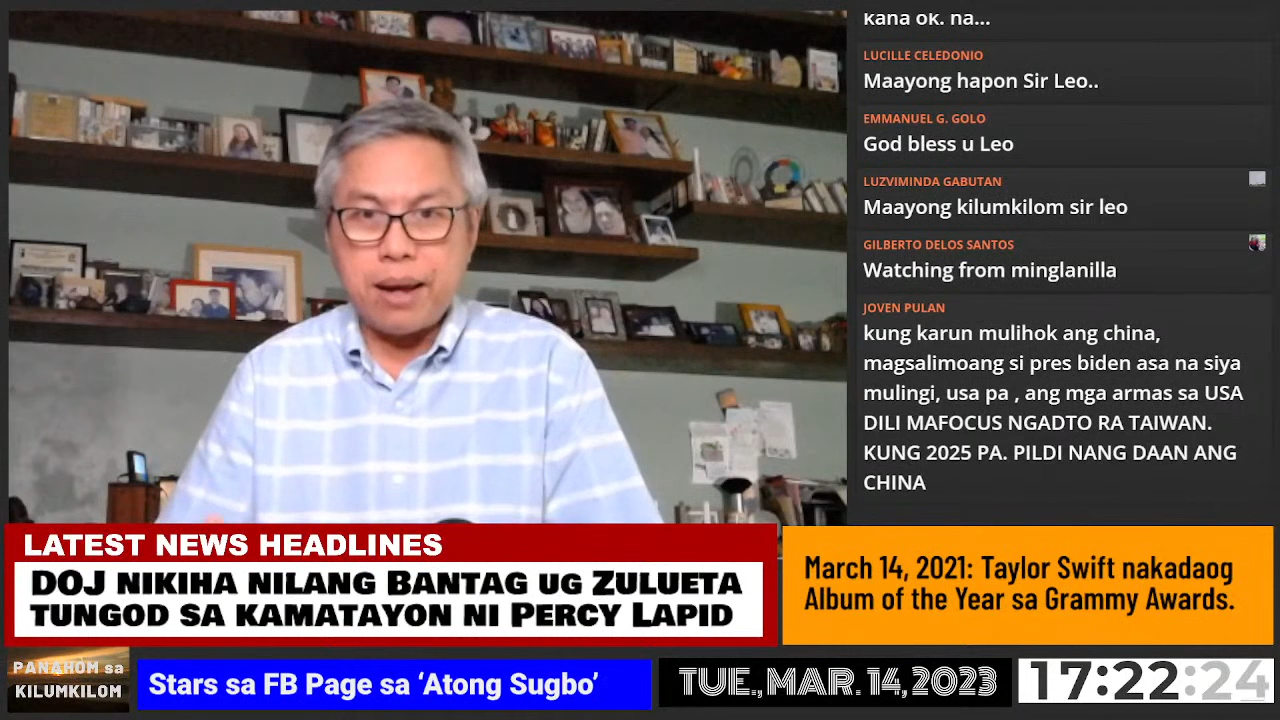 kana ok. na...
LUCILLE CELEDONIO
Maayong hapon Sir Leo..
EMMANUEL G. GOLO
God bless u Leo
LUZVIMINDA GABUTAN
Maayong kilumkilom sir leo
GILBERTO DELOS SANTOS
Watching from minglanilla
JOVEN PULAN
kung karun mulihok ang china,
magsalimoang si pres biden asa na siya
mulingi, usa pa , ang mga armas sa USA
DILI MAFOCUS NGADTO RA TAIWAN.
KUNG 2025 PA. PILDI NANG DAAN ANG
CHINA
LATEST NEWS HEADLINES
DOJ NIKIHA NILANG BANTAG UG ZULUETA
TUNGOD SA KAMATAYON NI PERCY LAPID
March 14, 2021: Taylor Swift nakadaog
Album of the Year sa Grammy Awards.
PANAHOM sa
KILUMKILOM
Stars sa FB Page sa ‘Atong Sugbo’
TUE., MAR. 14, 2023
17:22:24